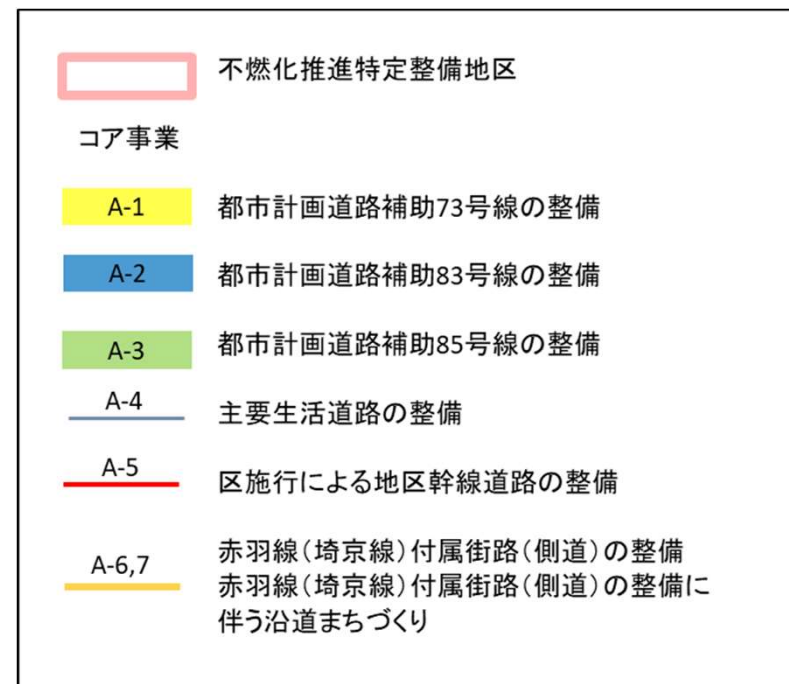 不燃化推進特定整備地区
コア事業
A-1 都市計画道路補助73号線の整備
A-2 都市計画道路補助83号線の整備
A-3 都市計画道路補助85号線の整備
A-4 主要生活道路の整備
A-5 区施行による地区幹線道路の整備
A-6,7 赤羽線(埼京線)付属街路(側道)の整備
赤羽線(埼京線)付属街路(側道)の整備に
伴う沿道まちづくり